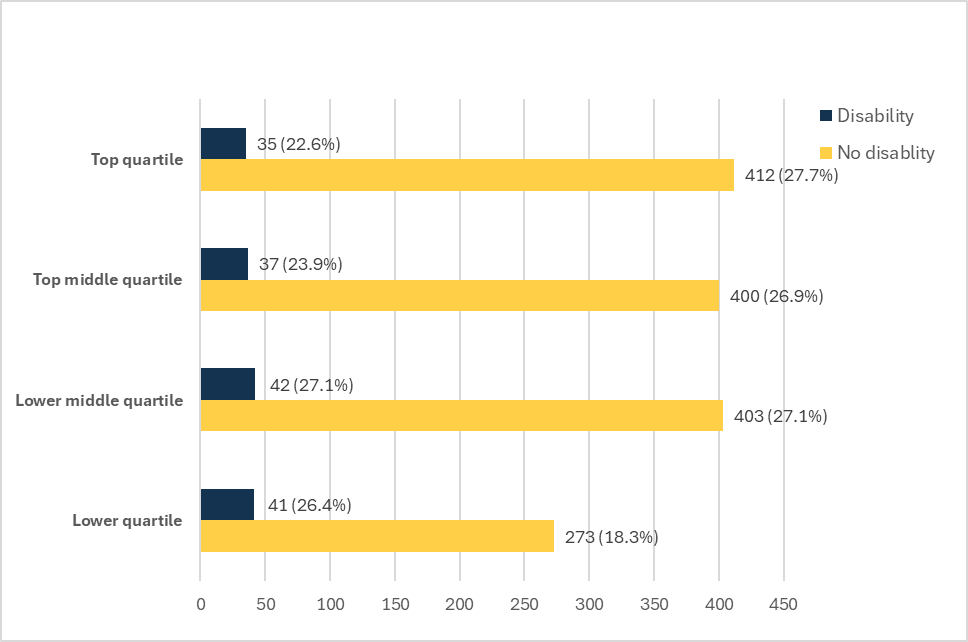 Disability
No disablity
Top quartile
35 (22.6%)
412 (27.7%)
Top middle quartile
37 (23.9%)
400 (26.9%)
Lower middle quartile
42 (27.1%)
403 (27.1%)
Lower quartile
41 (26.4%)
273 (18.3%)
0 50 100 150 200 250 300 350 400 450